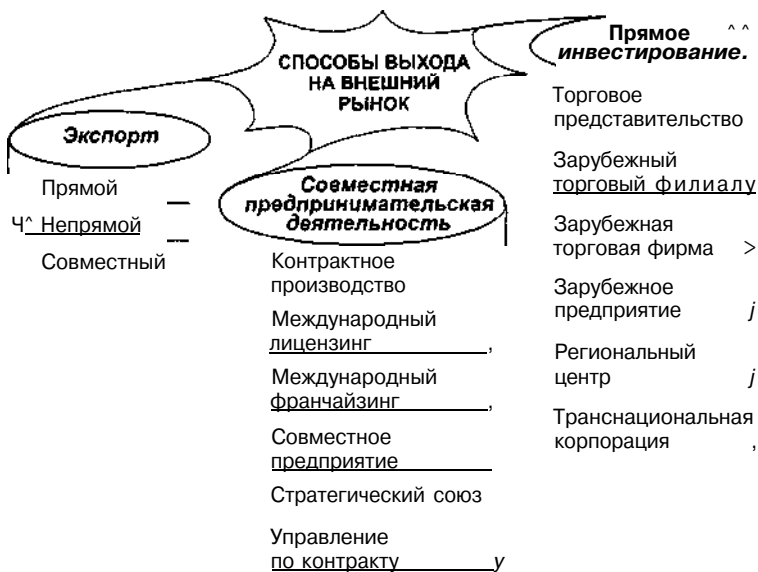 СПОСОБЫ ВЫХОДА
НА ВНЕШНИЙ
РЫНОК
Экспорт
Прямой
Ч^ Непрямой
Совместный
Совместная
предпринимательская
деятельность
Контрактное
производство
Международный
лицензинг ,
Международный
франчайзинг ,
Совместное
предприятие
Стратегический союз
Управление
по контракту у
Прямое ^ ^
инвестирование.
Торговое
представительство
Зарубежный
торговый филиалу
Зарубежная
торговая фирма >
Зарубежное
предприятие j
Региональный
центр j
Транснациональная
корпорация ,